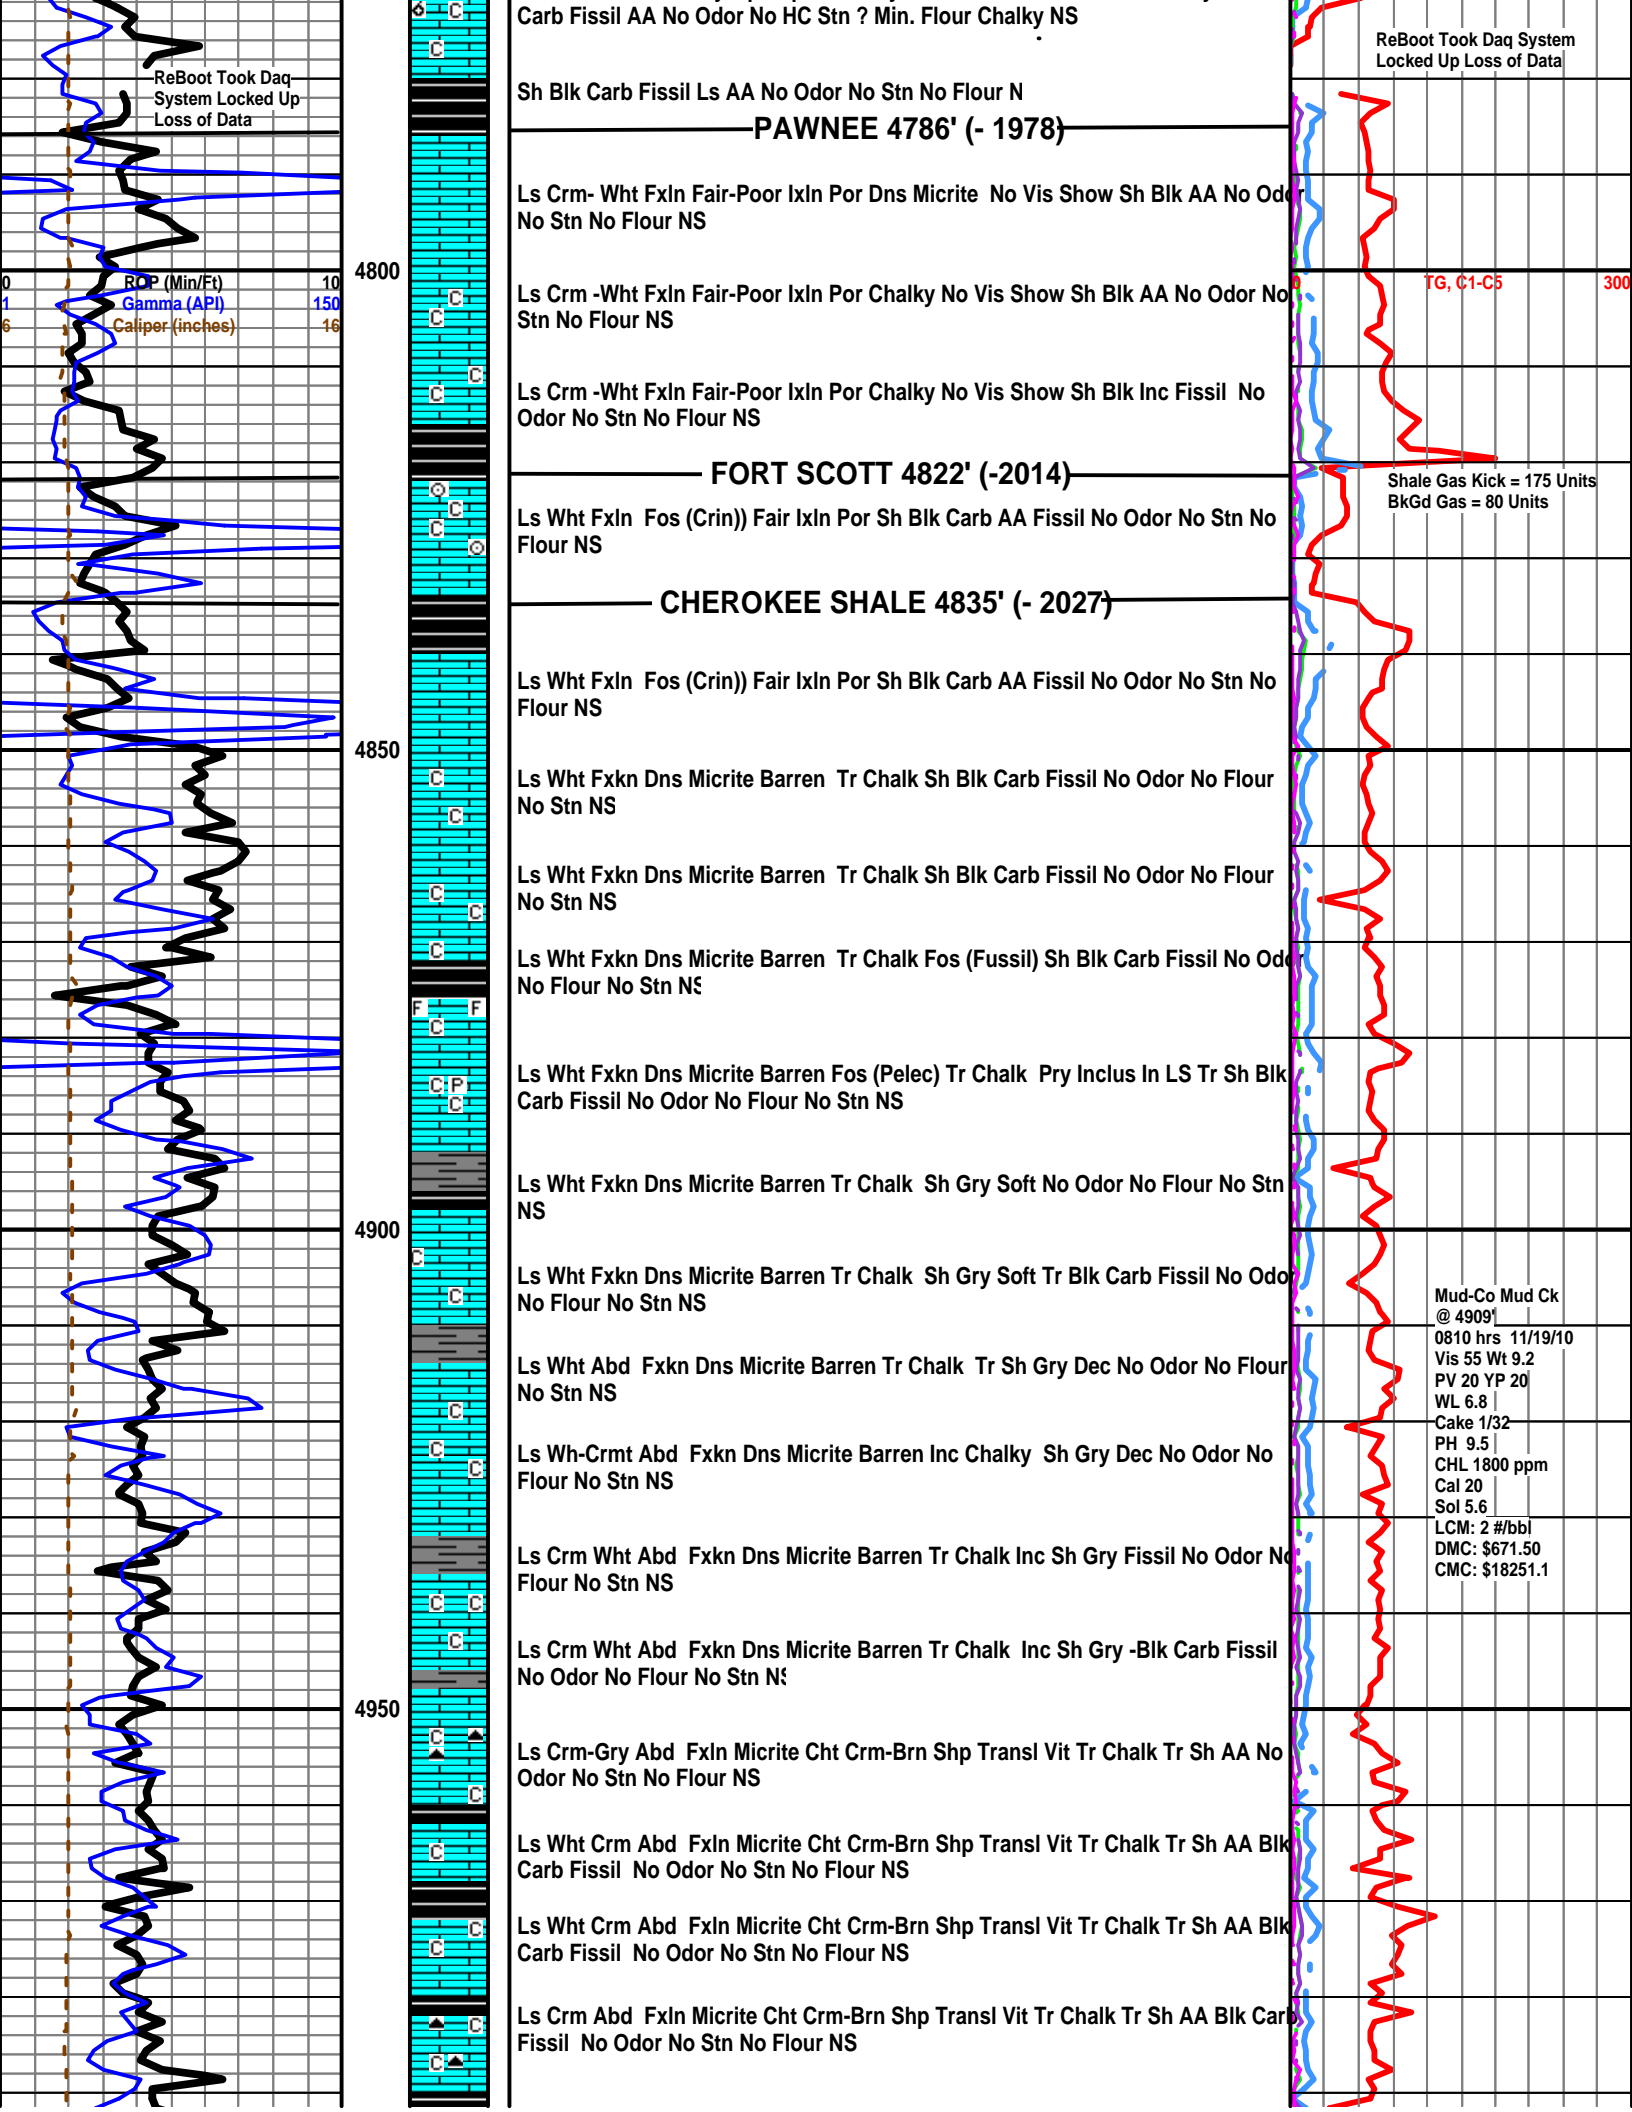 Carb Fissil AA No Odor No HC Stn ? Min. Flour Chalky NS
ReBoot Took Daq System
Locked Up Loss of Data
ReBoot Took Daq
System Locked Up
Loss of Data
Sh Blk Carb Fissil Ls AA No Odor No Stn No Flour N
PAWNEE 4786' (- 1978)
Ls Crm- Wht Fxln Fair-Poor Ixln Por Dns Micrite No Vis Show Sh Blk AA No Odor
No Stn No Flour NS
4800
0 ROP (Min/Ft) 10
1 Gamma (API) 150
6 Caliper (inches) 16
0 TG, C1-C5 300
Ls Crm -Wht Fxln Fair-Poor Ixln Por Chalky No Vis Show Sh Blk AA No Odor No
Stn No Flour NS
Ls Crm -Wht Fxln Fair-Poor Ixln Por Chalky No Vis Show Sh Blk Inc Fissil No
Odor No Stn No Flour NS
FORT SCOTT 4822' (-2014)
Shale Gas Kick = 175 Units
BkGd Gas = 80 Units
Ls Wht Fxln Fos (Crin)) Fair Ixln Por Sh Blk Carb AA Fissil No Odor No Stn No
Flour NS
CHEROKEE SHALE 4835' (- 2027)
Ls Wht Fxln Fos (Crin)) Fair Ixln Por Sh Blk Carb AA Fissil No Odor No Stn No
Flour NS
4850
Ls Wht Fxkn Dns Micrite Barren Tr Chalk Sh Blk Carb Fissil No Odor No Flour
No Stn NS
Ls Wht Fxkn Dns Micrite Barren Tr Chalk Sh Blk Carb Fissil No Odor No Flour
No Stn NS
Ls Wht Fxkn Dns Micrite Barren Tr Chalk Fos (Fussil) Sh Blk Carb Fissil No Odor
No Flour No Stn NS
Ls Wht Fxkn Dns Micrite Barren Fos (Pelec) Tr Chalk Pry Inclus In LS Tr Sh Blk
Carb Fissil No Odor No Flour No Stn NS
Ls Wht Fxkn Dns Micrite Barren Tr Chalk Sh Gry Soft No Odor No Flour No Stn
NS
4900
Ls Wht Fxkn Dns Micrite Barren Tr Chalk Sh Gry Soft Tr Blk Carb Fissil No Odor
No Flour No Stn NS
Mud-Co Mud Ck
@ 4909'
0810 hrs 11/19/10
Vis 55 Wt 9.2
PV 20 YP 20
WL 6.8
Cake 1/32
PH 9.5
CHL 1800 ppm
Cal 20
Sol 5.6
LCM: 2 #/bbl
DMC: $671.50
CMC: $18251.1
Ls Wht Abd Fxkn Dns Micrite Barren Tr Chalk Tr Sh Gry Dec No Odor No Flour
No Stn NS
Ls Wh-Crmt Abd Fxkn Dns Micrite Barren Inc Chalky Sh Gry Dec No Odor No
Flour No Stn NS
Ls Crm Wht Abd Fxkn Dns Micrite Barren Tr Chalk Inc Sh Gry Fissil No Odor No
Flour No Stn NS
Ls Crm Wht Abd Fxkn Dns Micrite Barren Tr Chalk Inc Sh Gry -Blk Carb Fissil
No Odor No Flour No Stn NS
4950
Ls Crm-Gry Abd Fxln Micrite Cht Crm-Brn Shp Transl Vit Tr Chalk Tr Sh AA No
Odor No Stn No Flour NS
Ls Wht Crm Abd Fxln Micrite Cht Crm-Brn Shp Transl Vit Tr Chalk Tr Sh AA Blk
Carb Fissil No Odor No Stn No Flour NS
Ls Wht Crm Abd Fxln Micrite Cht Crm-Brn Shp Transl Vit Tr Chalk Tr Sh AA Blk
Carb Fissil No Odor No Stn No Flour NS
Ls Crm Abd Fxln Micrite Cht Crm-Brn Shp Transl Vit Tr Chalk Tr Sh AA Blk Carb
Fissil No Odor No Stn No Flour NS